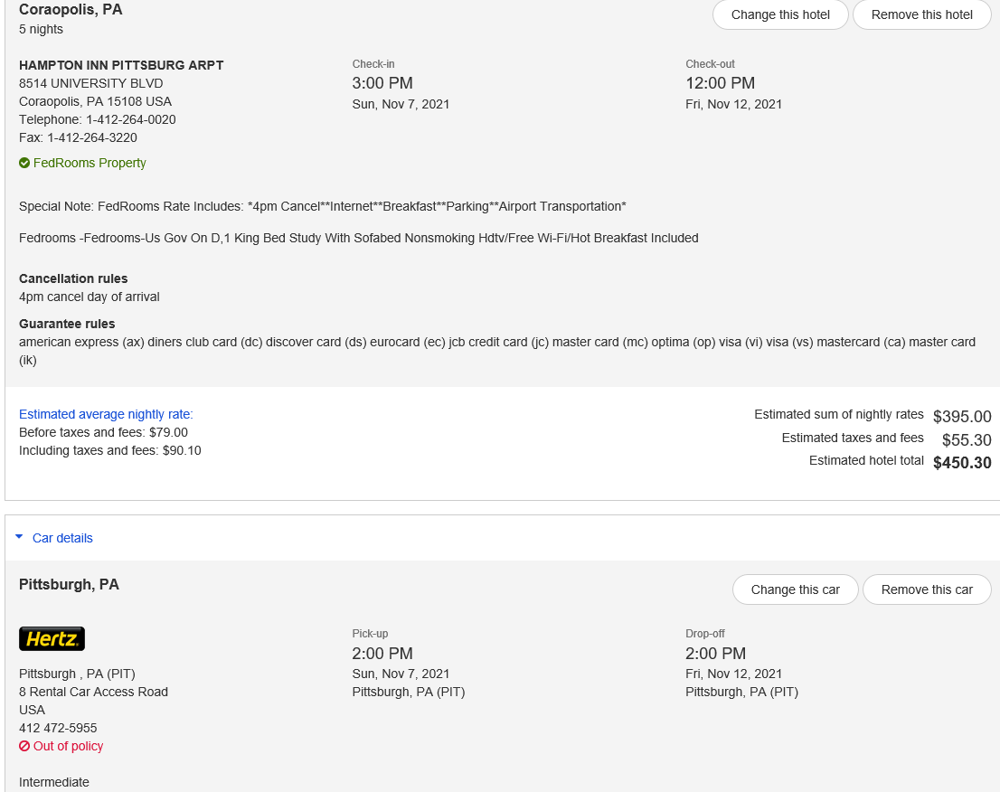 Coraopolis, PA
5 nights
Change this hotel
Remove this hotel
HAMPTON INN PITTSBURG ARPT
8514 UNIVERSITY BLVD
Coraopolis, PA 15108 USA
Telephone: 1-412-264-0020
Fax: 1-412-264-3220
FedRooms Property
Check-in
3:00 PM
Sun, Nov 7, 2021
Check-out
12:00 PM
Fri, Nov 12, 2021
Special Note: FedRooms Rate Includes: *4pm Cancel**Internet**Breakfast**Parking**Airport Transportation*
Fedrooms -Fedrooms-Us Gov On D,1 King Bed Study With Sofabed Nonsmoking Hdtv/Free Wi-Fi/Hot Breakfast Included
Cancellation rules
4pm cancel day of arrival
Guarantee rules
american express (ax) diners club card (dc) discover card (ds) eurocard (ec) jcb credit card (jc) master card (mc) optima (op) visa (vi) visa (vs) mastercard (ca) master card
(ik)
Estimated average nightly rate:
Before taxes and fees: $79.00
Including taxes and fees: $90.10
Estimated sum of nightly rates $395.00
Estimated taxes and fees $55.30
Estimated hotel total $450.30
Car details
Pittsburgh, PA
Change this car
Remove this car
Hertz.
Pittsburgh , PA (PIT)
8 Rental Car Access Road
USA
412 472-5955
Out of policy
Pick-up
2:00 PM
Sun, Nov 7, 2021
Pittsburgh, PA (PIT)
Drop-off
2:00 PM
Fri, Nov 12, 2021
Pittsburgh, PA (PIT)
Intermediate